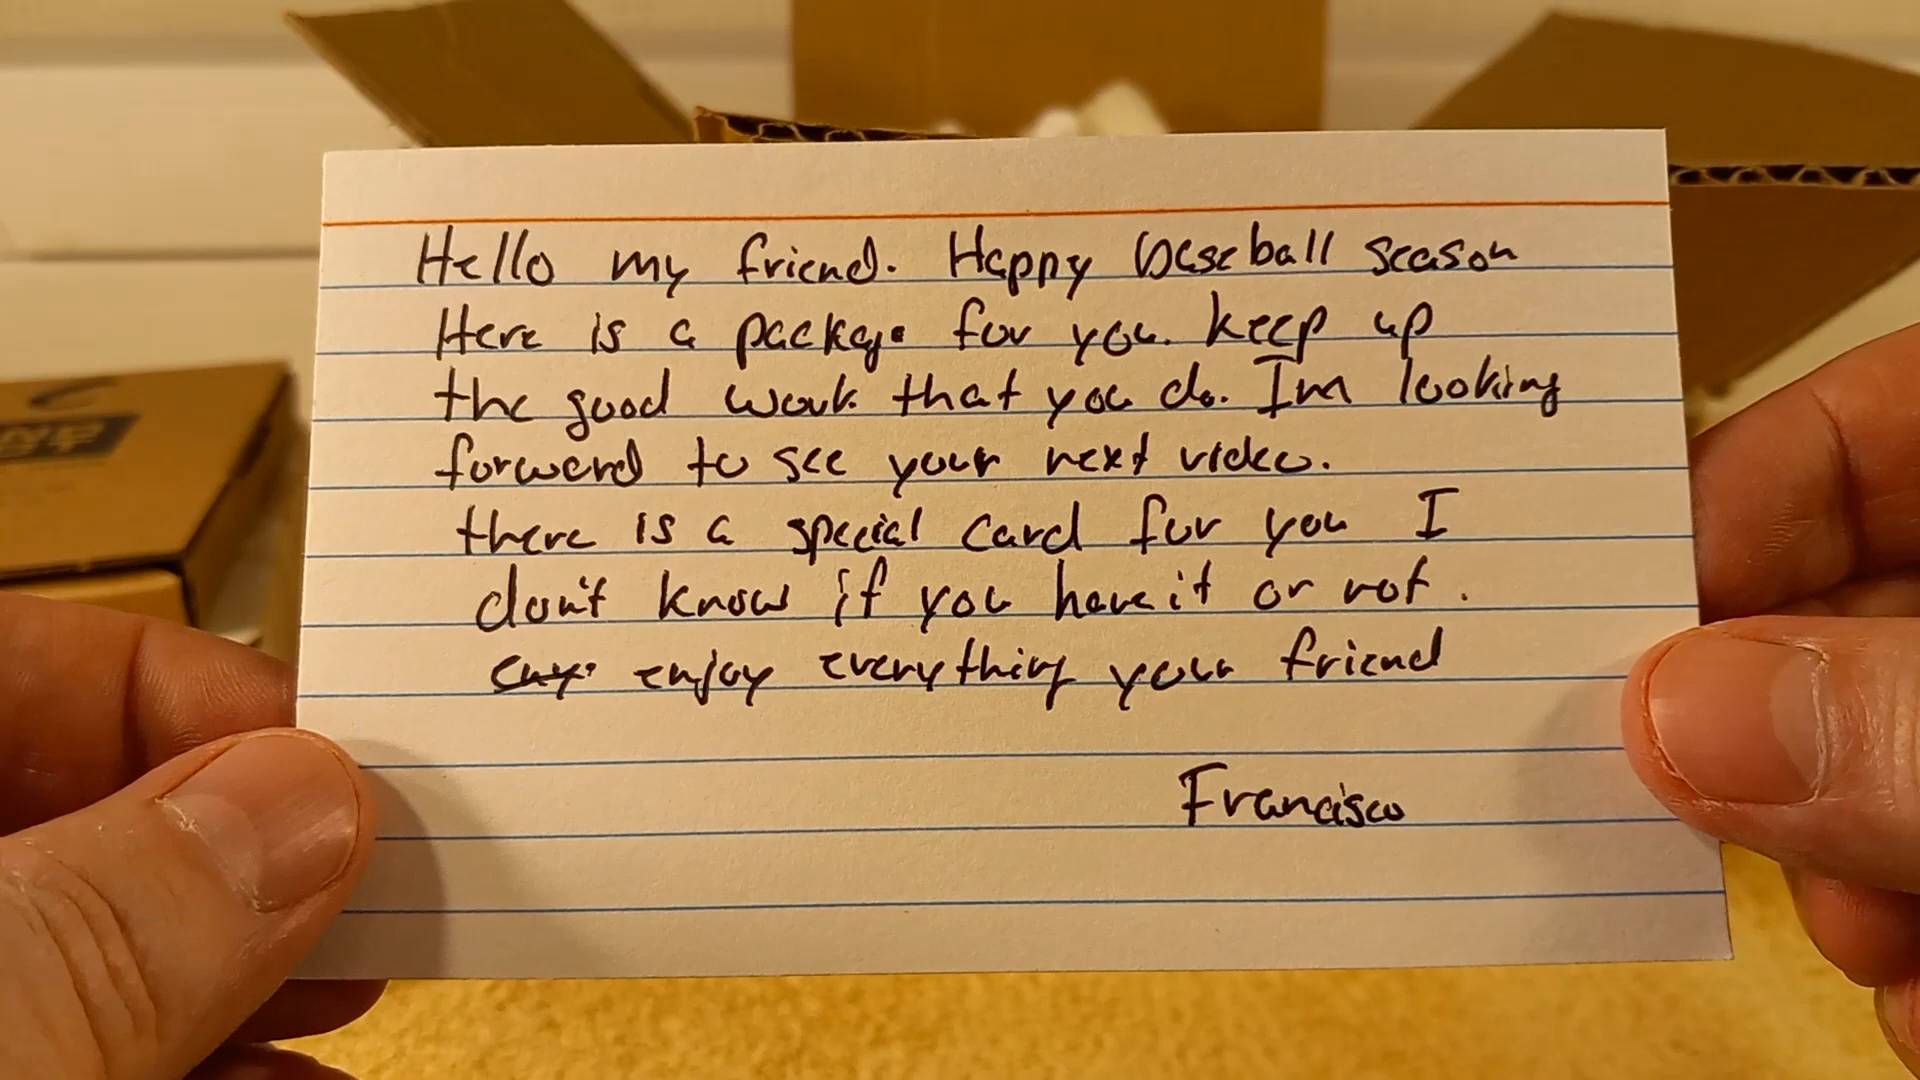 Hello my friend. Happy baseball season
Here is a package for you. keep up
the good work that you do. Im looking
forward to see your next video.
there is a special card for you I
don't know if you have it or not.
enjoy everything your friend
Francisco